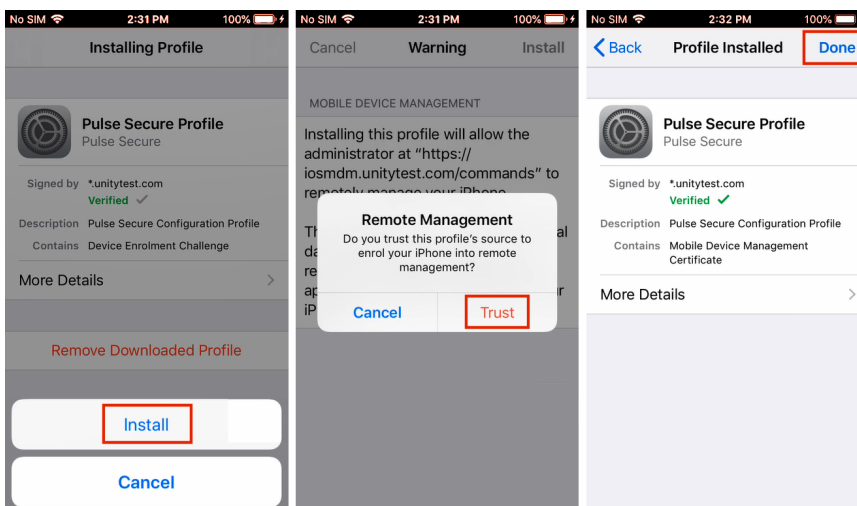 No SIM 2:31 PM 100%
Installing Profile
Pulse Secure Profile
Pulse Secure
Signed by *.unitytest.com
Verified
Description Pulse Secure Configuration Profile
Contains Device Enrolment Challenge
More Details
Remove Downloaded Profile
Install
Cancel
No SIM 2:31 PM 100%
Cancel Warning Install
MOBILE DEVICE MANAGEMENT
Installing this profile will allow the
administrator at “https://
iosmdm.unitytest.com/commands” to
remotely manage your iPhone.
Remote Management
Do you trust this profile’s source to
enrol your iPhone into remote
management?
Cancel Trust
No SIM 2:32 PM 100%
Back Profile Installed Done
Pulse Secure Profile
Pulse Secure
Signed by *.unitytest.com
Verified
Description Pulse Secure Configuration Profile
Contains Mobile Device Management
Certificate
More Details